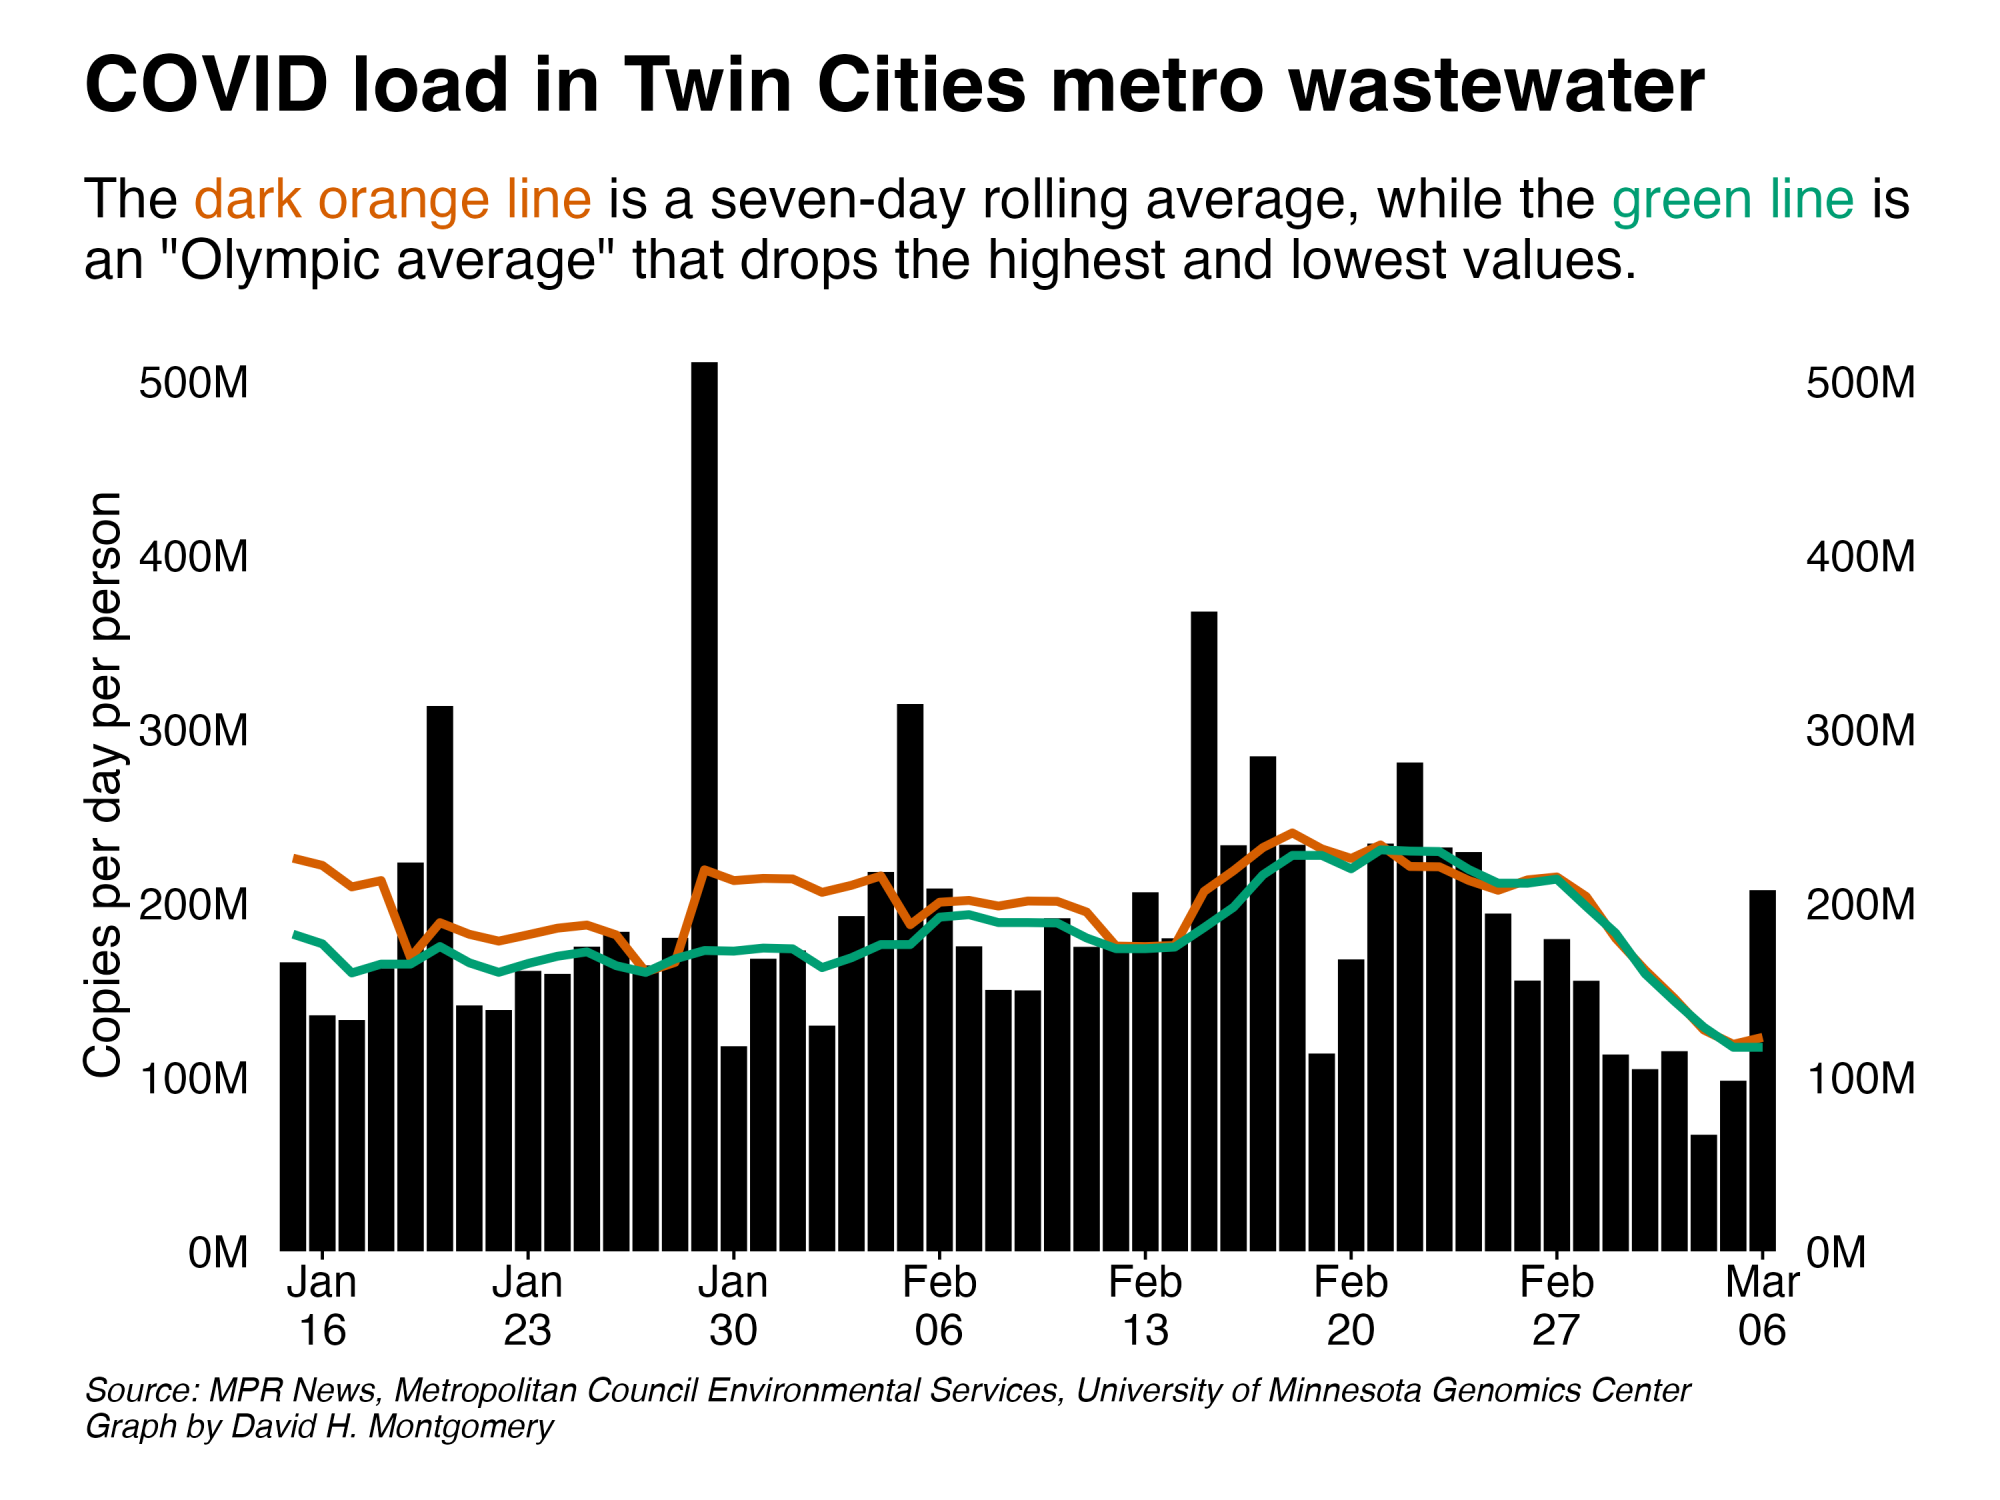 COVID load in Twin Cities metro wastewater
The dark orange line is a seven-day rolling average, while the green line is
an "Olympic average" that drops the highest and lowest values.
Copies per day per person
500M
400M
300M
200M
100M
0M
500M
400M
300M
200M
100M
0M
Jan Jan Jan Feb Feb Feb Feb Mar
16 23 30 06 13 20 27 06
Source: MPR News, Metropolitan Council Environmental Services, University of Minnesota Genomics Center
Graph by David H. Montgomery